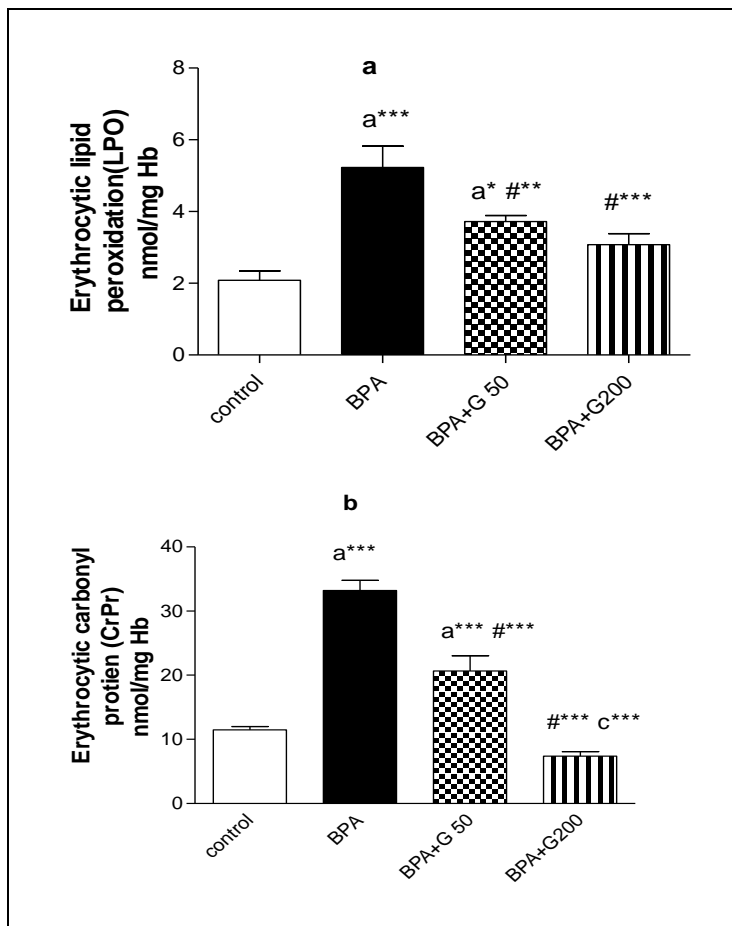 a
Erythrocytic lipid
peroxidation(LPO)
nmol/mg Hb
8
6
4
2
0
a***
a* #**
#***
control
BPA
BPA+G 50
BPA+G200
b
Erythrocytic carbonyl
protien (CrPr)
nmol/mg Hb
40
30
20
10
0
a***
a*** #***
#*** c***
control
BPA
BPA+G 50
BPA+G200